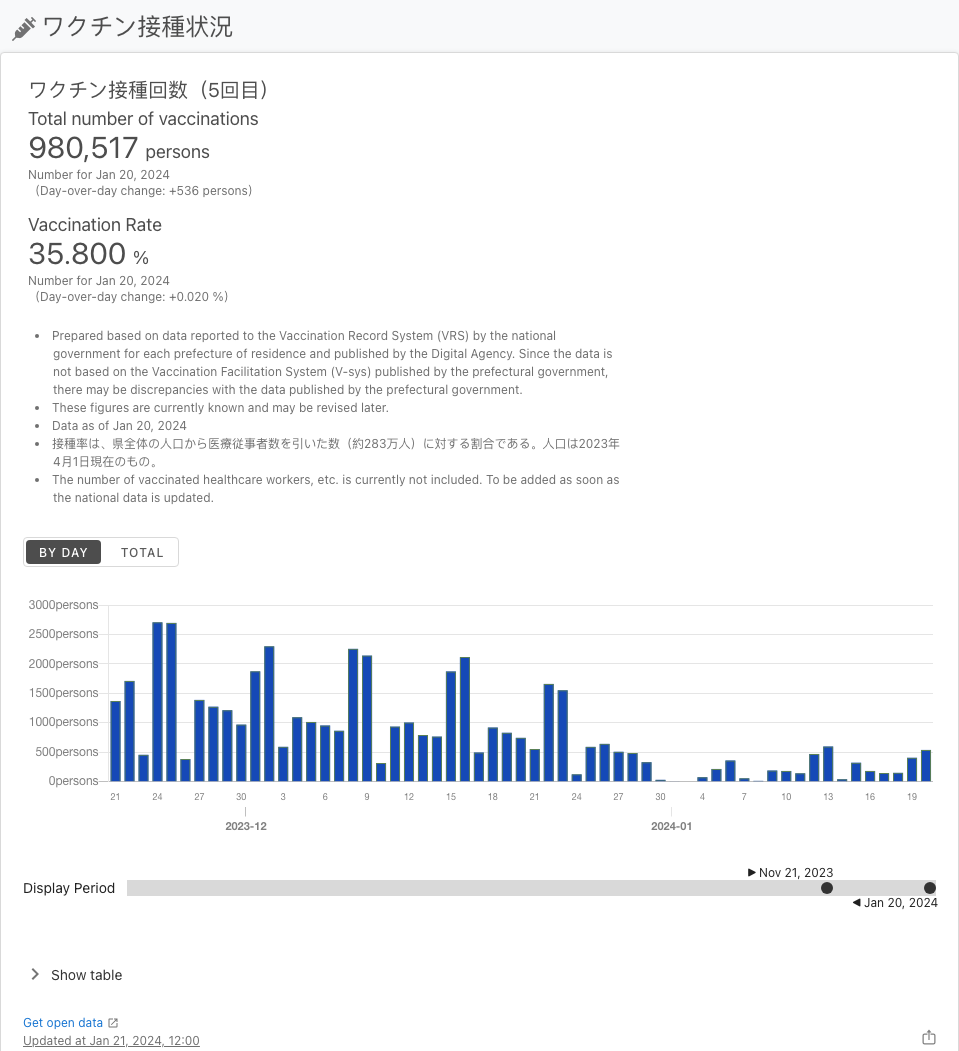 ワクチン接種状況
ワクチン接種回数（5回目）
Total number of vaccinations
980,517 persons
Number for Jan 20, 2024
（Day-over-day change: +536 persons）
Vaccination Rate
35.800 %
Number for Jan 20, 2024
（Day-over-day change: +0.020 %）
• Prepared based on data reported to the Vaccination Record System (VRS) by the national
government for each prefecture of residence and published by the Digital Agency. Since the data is
not based on the Vaccination Facilitation System (V-sys) published by the prefectural government,
there may be discrepancies with the data published by the prefectural government.
• These figures are currently known and may be revised later.
• Data as of Jan 20, 2024
• 接種率は、県全体の人口から医療従事者数を引いた数（約283万人）に対する割合である。人口は2023年
4月1日現在のもの。
• The number of vaccinated healthcare workers, etc. is currently not included. To be added as soon as
the national data is updated.
BY DAY TOTAL
3000persons
2500persons
2000persons
1500persons
1000persons
500persons
0persons
21 24 27 30 3 6 9 12 15 18 21 24 27 30 4 7 10 13 16 19
2023-12 2024-01
▶ Nov 21, 2023
Display Period
◀ Jan 20, 2024
Show table
Get open data
Updated at Jan 21, 2024, 12:00